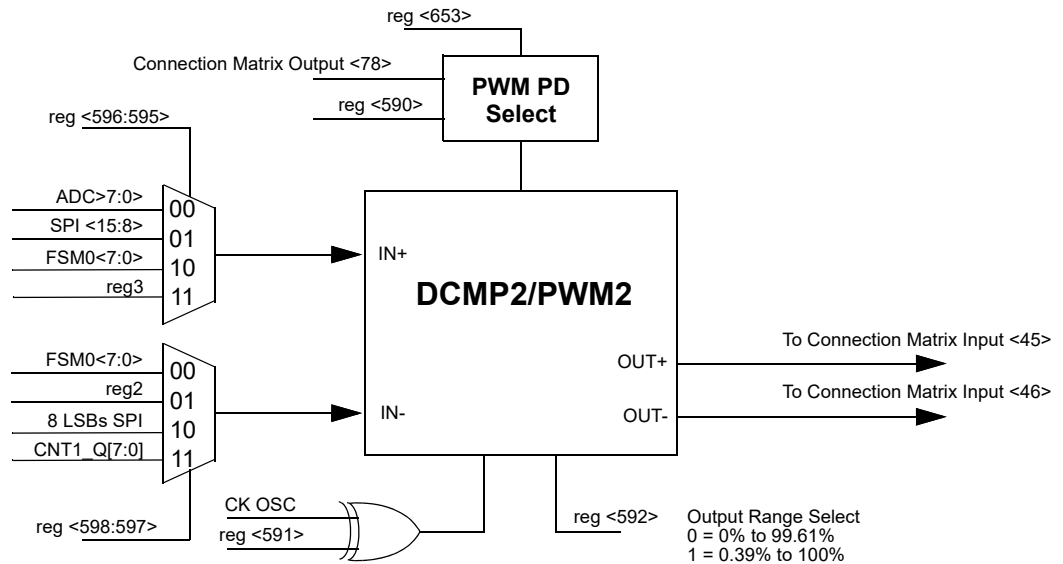 reg <653>
Connection Matrix Output <78>
PWM PD
Select
reg <590>
reg <596:595>
ADC>7:0>
00
SPI <15:8>
01
FSM0<7:0>
10
reg3
11
IN+
DCMP2/PWM2
FSM0<7:0>
00
reg2
01
8 LSBs SPI
10
CNT1_Q[7:0]
11
IN-
OUT+
To Connection Matrix Input <45>
OUT-
To Connection Matrix Input <46>
reg <598:597>
CK OSC
reg <591>
reg <592>
Output Range Select
0 = 0% to 99.61%
1 = 0.39% to 100%